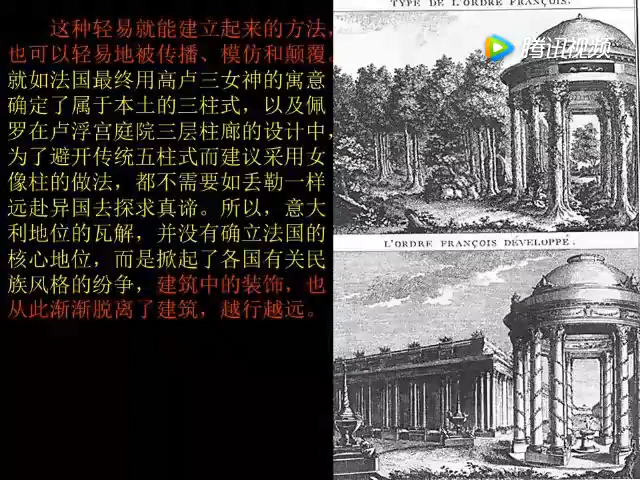 这种轻易就能建立起来的方法，
也可以轻易地被传播、模仿和颠覆。
就如法国最终用高卢三女神的寓意
确定了属于本土的三柱式，以及佩
罗在卢浮宫庭院三层柱廊的设计中，
为了避开传统五柱式而建议采用女
像柱的做法，都不需要如丢勒一样
远赴异国去探求真谛。所以，意大
利地位的瓦解，并没有确立法国的
核心地位，而是掀起了各国有关民
族风格的纷争，建筑中的装饰，也
从此渐渐脱离了建筑，越行越远。
TYPE DE L'ORDRE FRANÇOIS.
腾讯视频
L'ORDRE FRANÇOIS DÉVELOPPÉ.